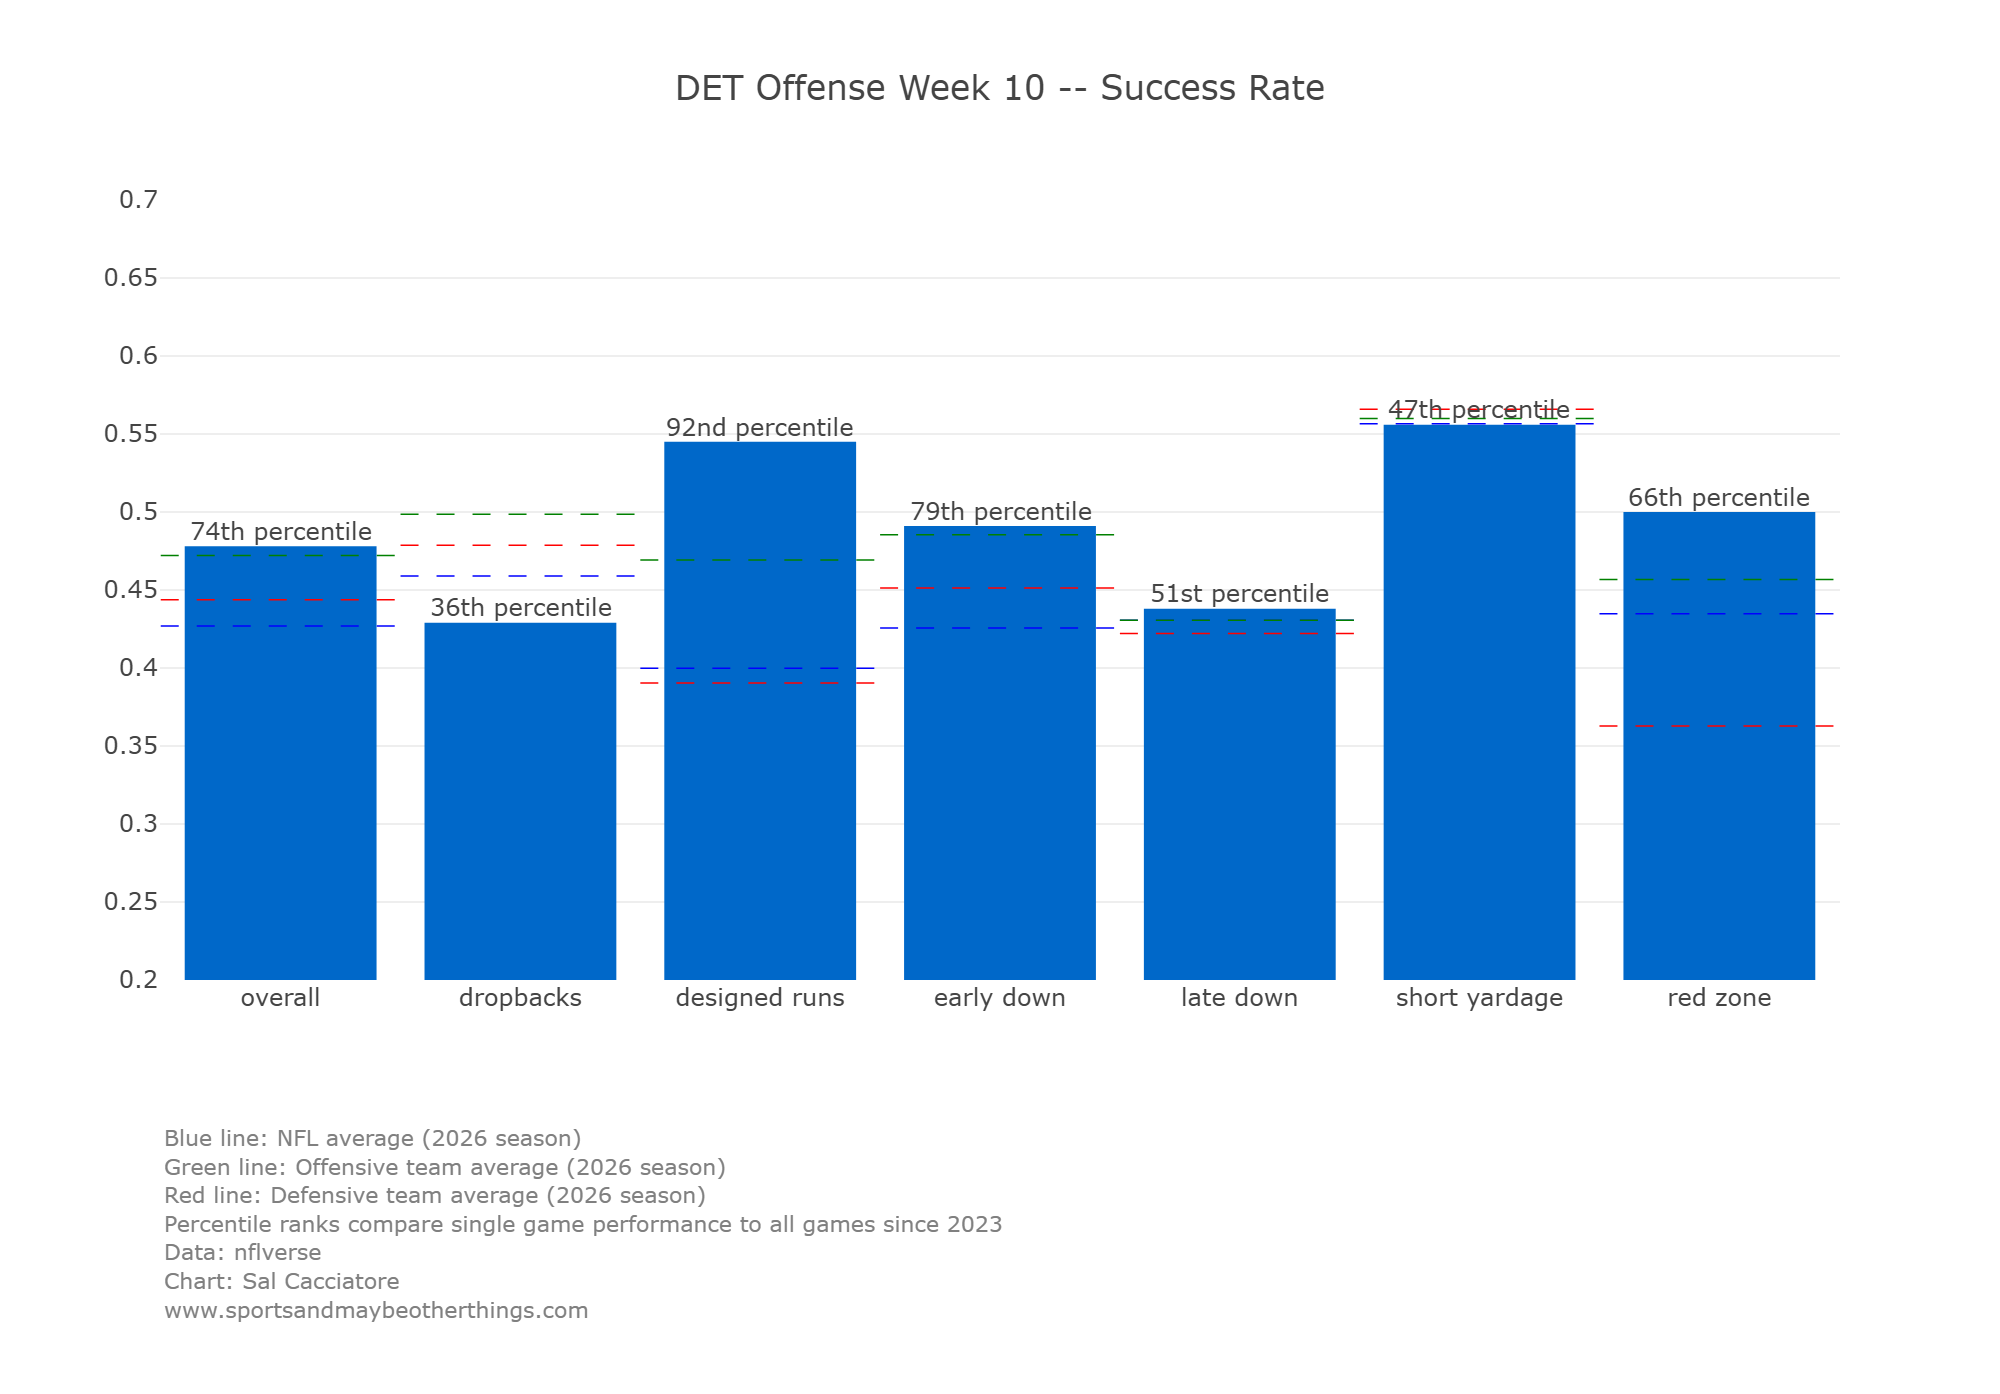 DET Offense Week 10 -- Success Rate
0.7
0.65
0.6
0.55
0.5
0.45
0.4
0.35
0.3
0.25
0.2
74th percentile
36th percentile
92nd percentile
79th percentile
51st percentile
47th percentile
66th percentile
overall
dropbacks
designed runs
early down
late down
short yardage
red zone
Blue line: NFL average (2026 season)
Green line: Offensive team average (2026 season)
Red line: Defensive team average (2026 season)
Percentile ranks compare single game performance to all games since 2023
Data: nflverse
Chart: Sal Cacciatore
www.sportsandmaybeotherthings.com